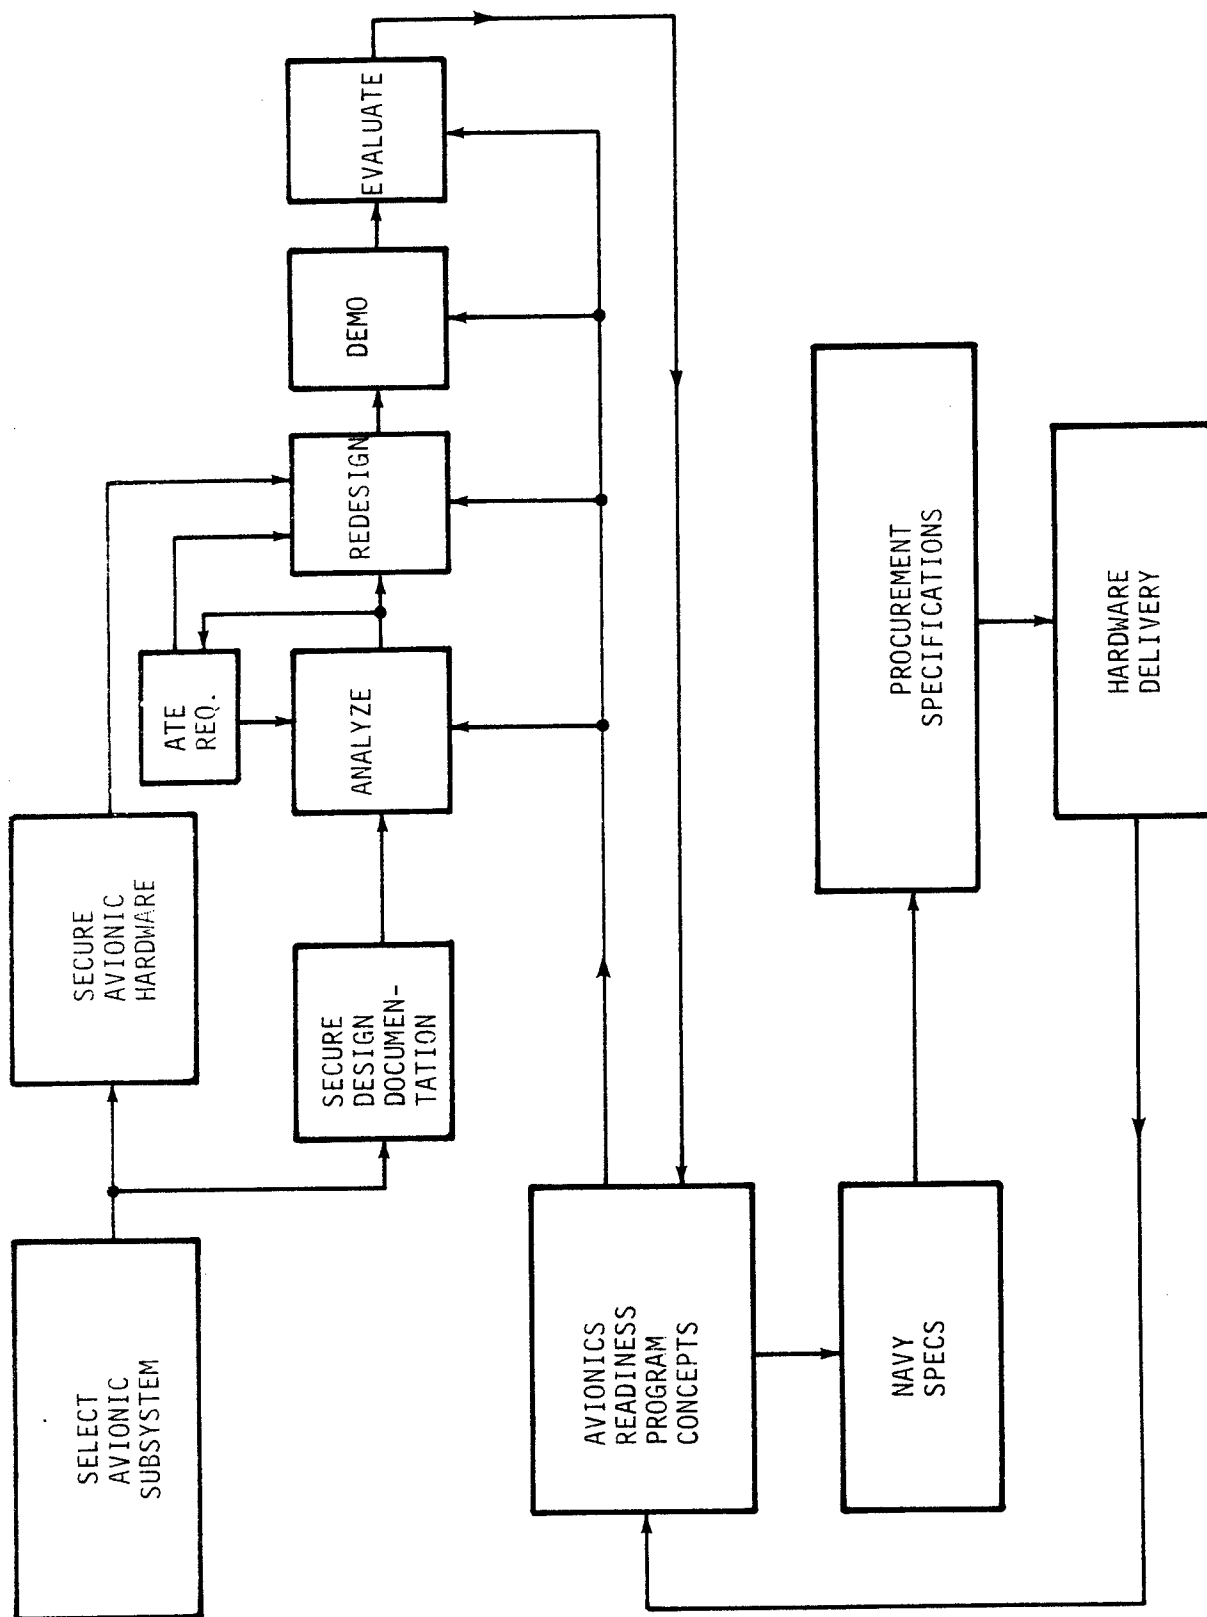 SELECT
AVIONIC
SUBSYSTEM
SECURE
AVIONIC
HARDWARE
ATE
REQ.
SECURE
DESIGN
DOCUMEN-
TATION
ANALYZE
REDESIGN
DEMO
EVALUATE
AVIONICS
READINESS
PROGRAM
CONCEPTS
NAVY
SPECS
PROCUREMENT
SPECIFICATIONS
HARDWARE
DELIVERY